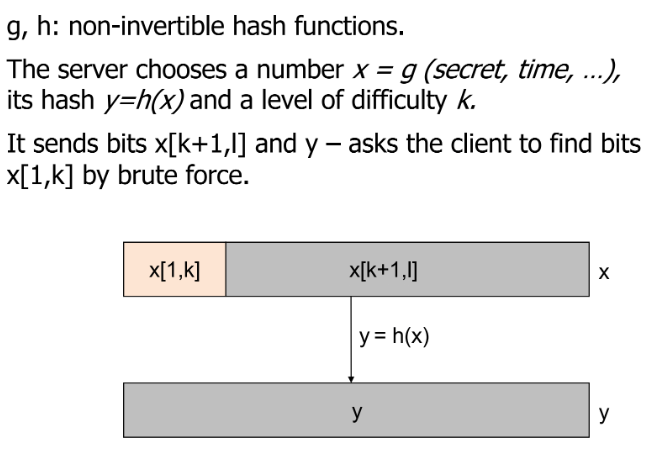 g, h: non-invertible hash functions.
The server chooses a number x = g (secret, time, ...),
its hash y=h(x) and a level of difficulty k.
It sends bits x[k+1,l] and y – asks the client to find bits
x[1,k] by brute force.
x[1,k] x[k+1,l] x
y = h(x)
y y